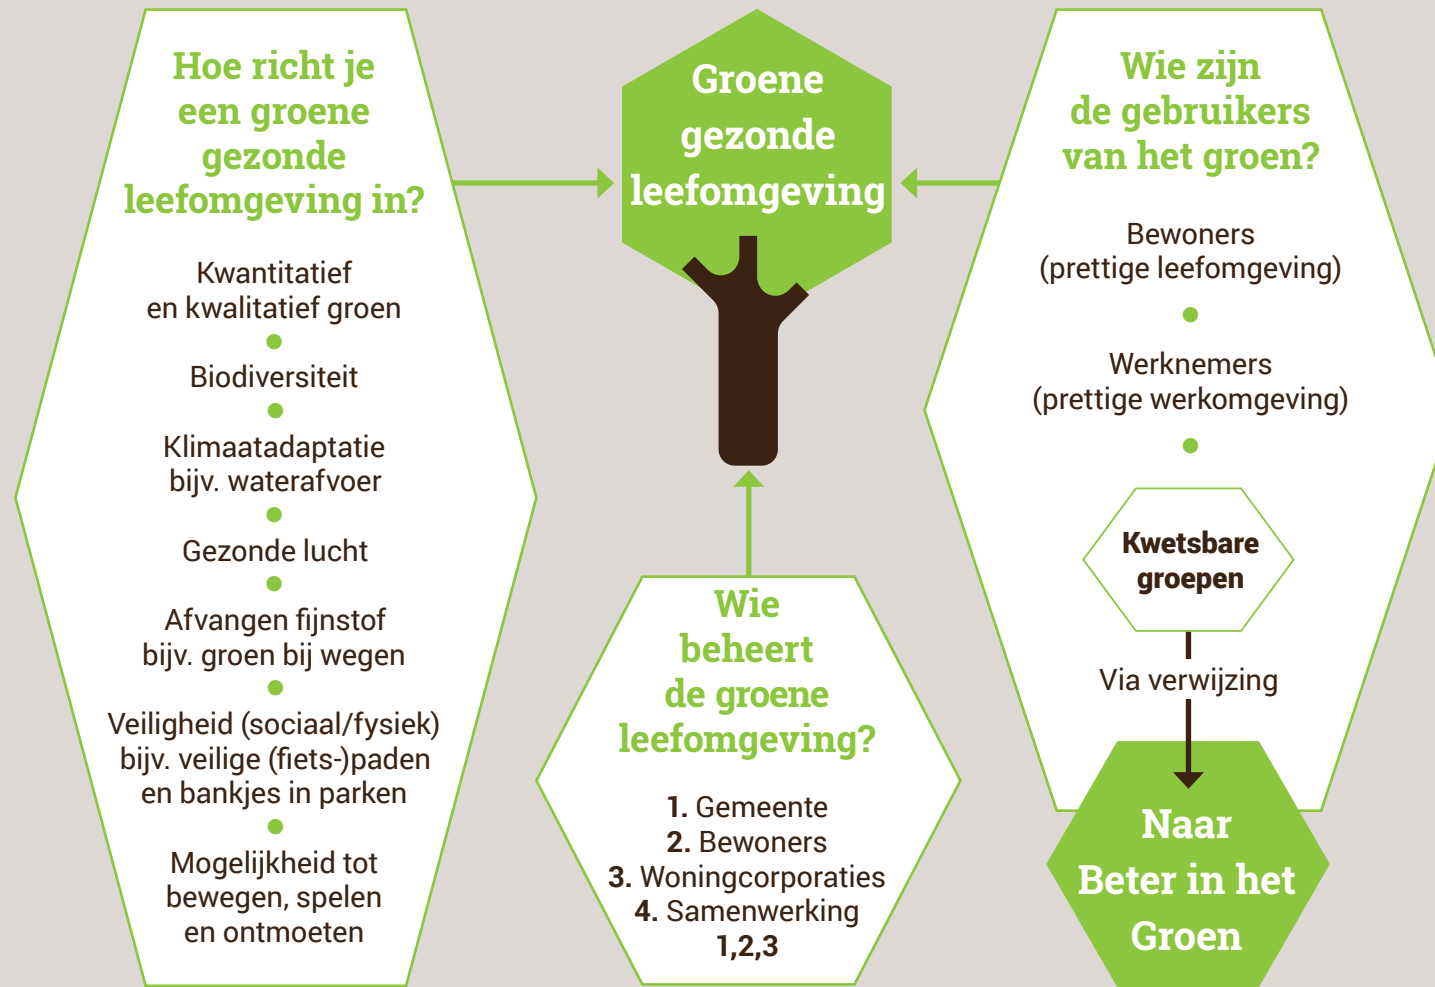 Hoe richt je
een groene
gezonde
leefomgeving in?
Kwantitatief
en kwalitatief groen
Biodiversiteit
Klimaatadaptatie
bijv. waterafvoer
Gezonde lucht
Afvangen fijnstof
bijv. groen bij wegen
Veiligheid (sociaal/fysiek)
bijv. veilige (fiets-)paden
en bankjes in parken
Mogelijkheid tot
bewegen, spelen
en ontmoeten
Groene
gezonde
leefomgeving
Wie
beheert
de groene
leefomgeving?
1. Gemeente
2. Bewoners
3. Woningcorporaties
4. Samenwerking
1,2,3
Wie zijn
de gebruikers
van het groen?
Bewoners
(prettige leefomgeving)
Werknemers
(prettige werkomgeving)
Kwetsbare
groepen
Via verwijzing
Naar
Beter in het
Groen